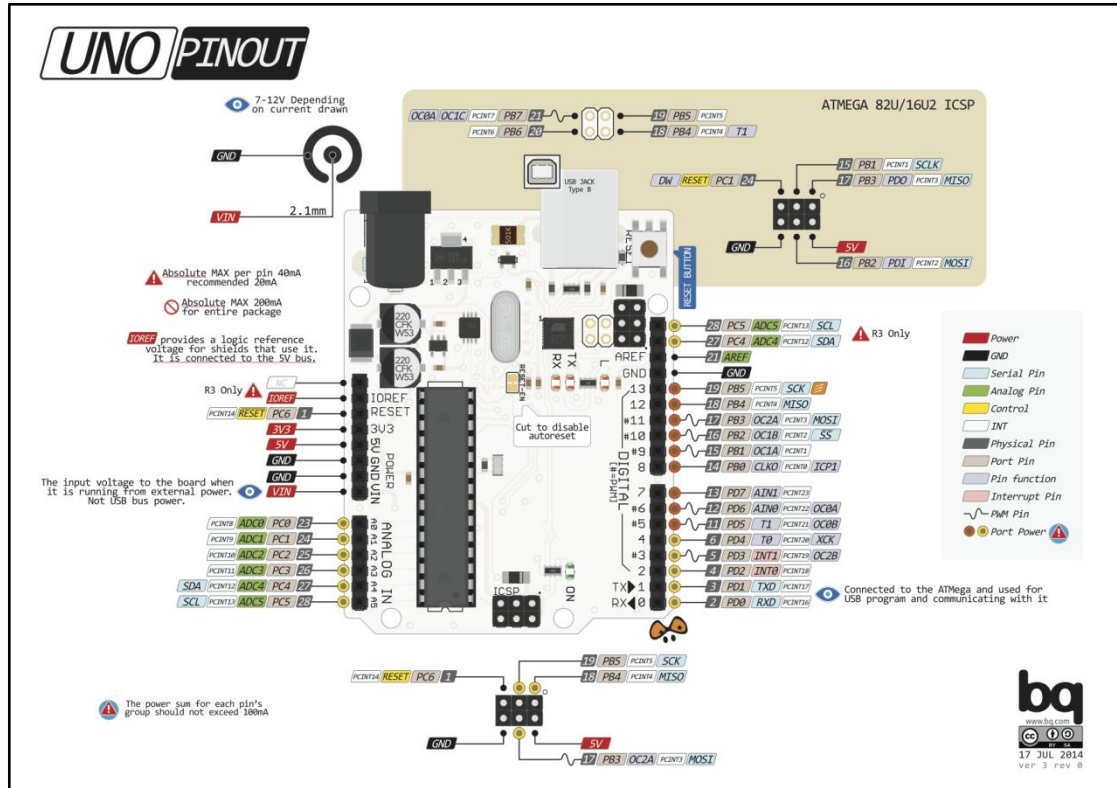 UNO PINOUT
7-12V Depending
on current drawn
GND
VIN
2.1mm
ATMEGA 82U/16U2 ICSP
OC0A OC1C PCINT7 PB7 21
PCINT6 PB6 20
19 PB5 PCINT5
18 PB4 PCINT4 T1
DW RESET PC1 24
15 PB1 PCINT1 SCLK
17 PB3 PDO PCINT3 MISO
GND
5V
16 PB2 PDI PCINT2 MOSI
USB JACK
Type B
RESET BUTTON
Absolute MAX per pin 40mA
recommended 20mA
Absolute MAX 200mA
for entire package
IOREF provides a logic reference
voltage for shields that use it.
It is connected to the 5V bus.
501K
4
1 2 3
220
CFK
W53
220
CFK
W53
RX
TX
L
RESET-EN
Cut to disable
autoreset
R3 Only
NC
IOREF
PCINT14 RESET PC6 1
3V3
5V
GND
GND
VIN
The input voltage to the board when
it is running from external power.
Not USB bus power.
IOREF
RESET
3V3
5V
GND
VIN
POWER
PCINT8 ADC0 PC0 23
PCINT9 ADC1 PC1 24
PCINT10 ADC2 PC2 25
PCINT11 ADC3 PC3 26
SDA PCINT12 ADC4 PC4 27
SCL PCINT13 ADC5 PC5 28
A0
A1
A2
A3
A4
A5
ANALOG IN
ICSP
ON
AREF
GND
13
12
#11
#10
#9
8
7
#6
#5
4
#3
2
TX 1
RX 0
DIGITAL
[#=PWM]
28 PC5 ADC5 PCINT13 SCL
27 PC4 ADC4 PCINT12 SDA
R3 Only
21 AREF
GND
19 PB5 PCINT5 SCK
18 PB4 PCINT4 MISO
17 PB3 OC2A PCINT3 MOSI
16 PB2 OC1B PCINT2 SS
15 PB1 OC1A PCINT1
14 PB0 CLKO PCINT0 ICP1
13 PD7 AIN1 PCINT23
12 PD6 AIN0 PCINT22 OC0A
11 PD5 T1 PCINT21 OC0B
6 PD4 T0 PCINT20 XCK
5 PD3 INT1 PCINT19 OC2B
4 PD2 INT0 PCINT18
3 PD1 TXD PCINT17
2 PD0 RXD PCINT16
Connected to the ATMega and used for
USB program and communicating with it
Power
GND
Serial Pin
Analog Pin
Control
INT
Physical Pin
Port Pin
Pin function
Interrupt Pin
PWM Pin
Port Power
PCINT14 RESET PC6 1
19 PB5 PCINT5 SCK
18 PB4 PCINT4 MISO
GND
5V
17 PB3 OC2A PCINT3 MOSI
The power sum for each pin's
group should not exceed 100mA
bq
www.bq.com
CC BY SA
17 JUL 2014
ver 3 rev 0